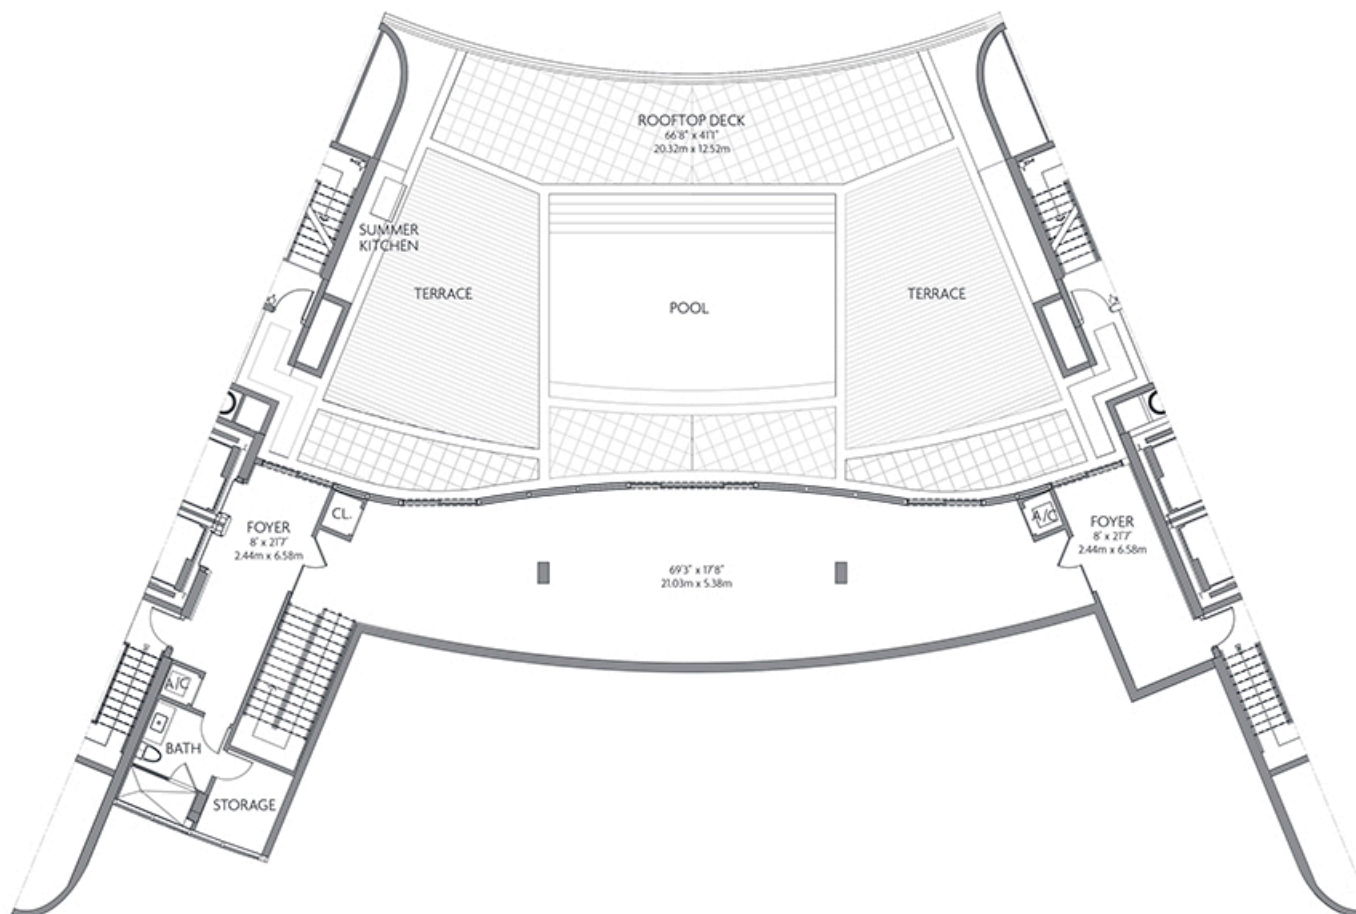 ROOFTOP DECK
66'8" x 41'1"
20.32m x 12.52m
SUMMER
KITCHEN
TERRACE
POOL
TERRACE
CL.
A/C
FOYER
8' x 21'7"
2.44m x 6.58m
FOYER
8' x 21'7"
2.44m x 6.58m
69'3" x 17'8"
21.03m x 5.38m
A/C
BATH
STORAGE